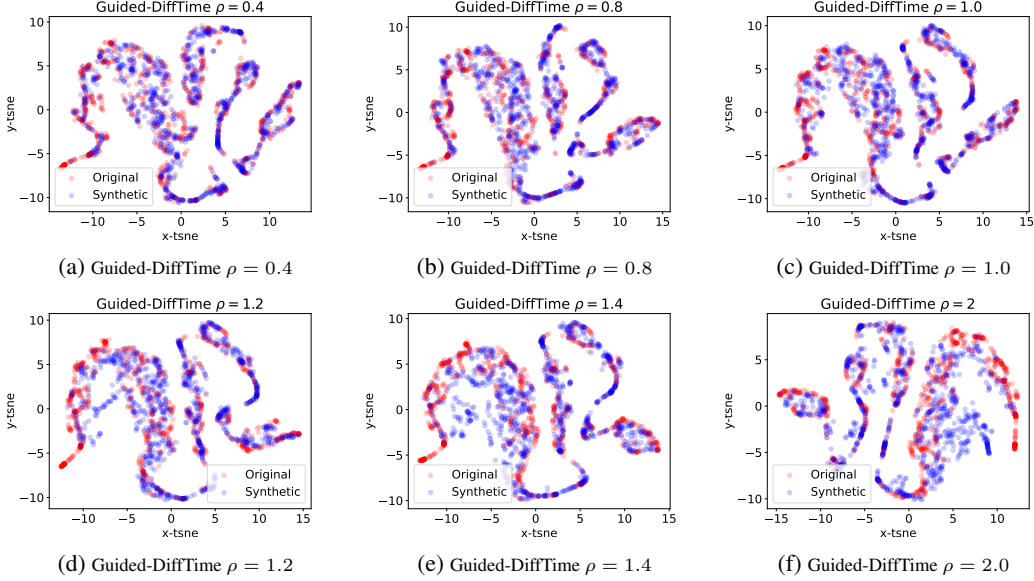 Guided-DiffTime ρ = 0.4
Guided-DiffTime ρ = 0.8
Guided-DiffTime ρ = 1.0
10
5
0
−5
−10
y-tsne
−10
−5
0
5
10
x-tsne
Original
Synthetic
10
5
0
−5
−10
y-tsne
−10
−5
0
5
10
15
x-tsne
Original
Synthetic
10
5
0
−5
−10
y-tsne
−10
−5
0
5
10
15
x-tsne
Original
Synthetic
(a) Guided-DiffTime ρ = 0.4
(b) Guided-DiffTime ρ = 0.8
(c) Guided-DiffTime ρ = 1.0
Guided-DiffTime ρ = 1.2
Guided-DiffTime ρ = 1.4
Guided-DiffTime ρ = 2
10
5
0
−5
−10
y-tsne
−10
−5
0
5
10
15
x-tsne
Original
Synthetic
10
5
0
−5
−10
y-tsne
−10
−5
0
5
10
15
x-tsne
Original
Synthetic
10
5
0
−5
−10
y-tsne
−15
−10
−5
0
5
10
x-tsne
Original
Synthetic
(d) Guided-DiffTime ρ = 1.2
(e) Guided-DiffTime ρ = 1.4
(f) Guided-DiffTime ρ = 2.0